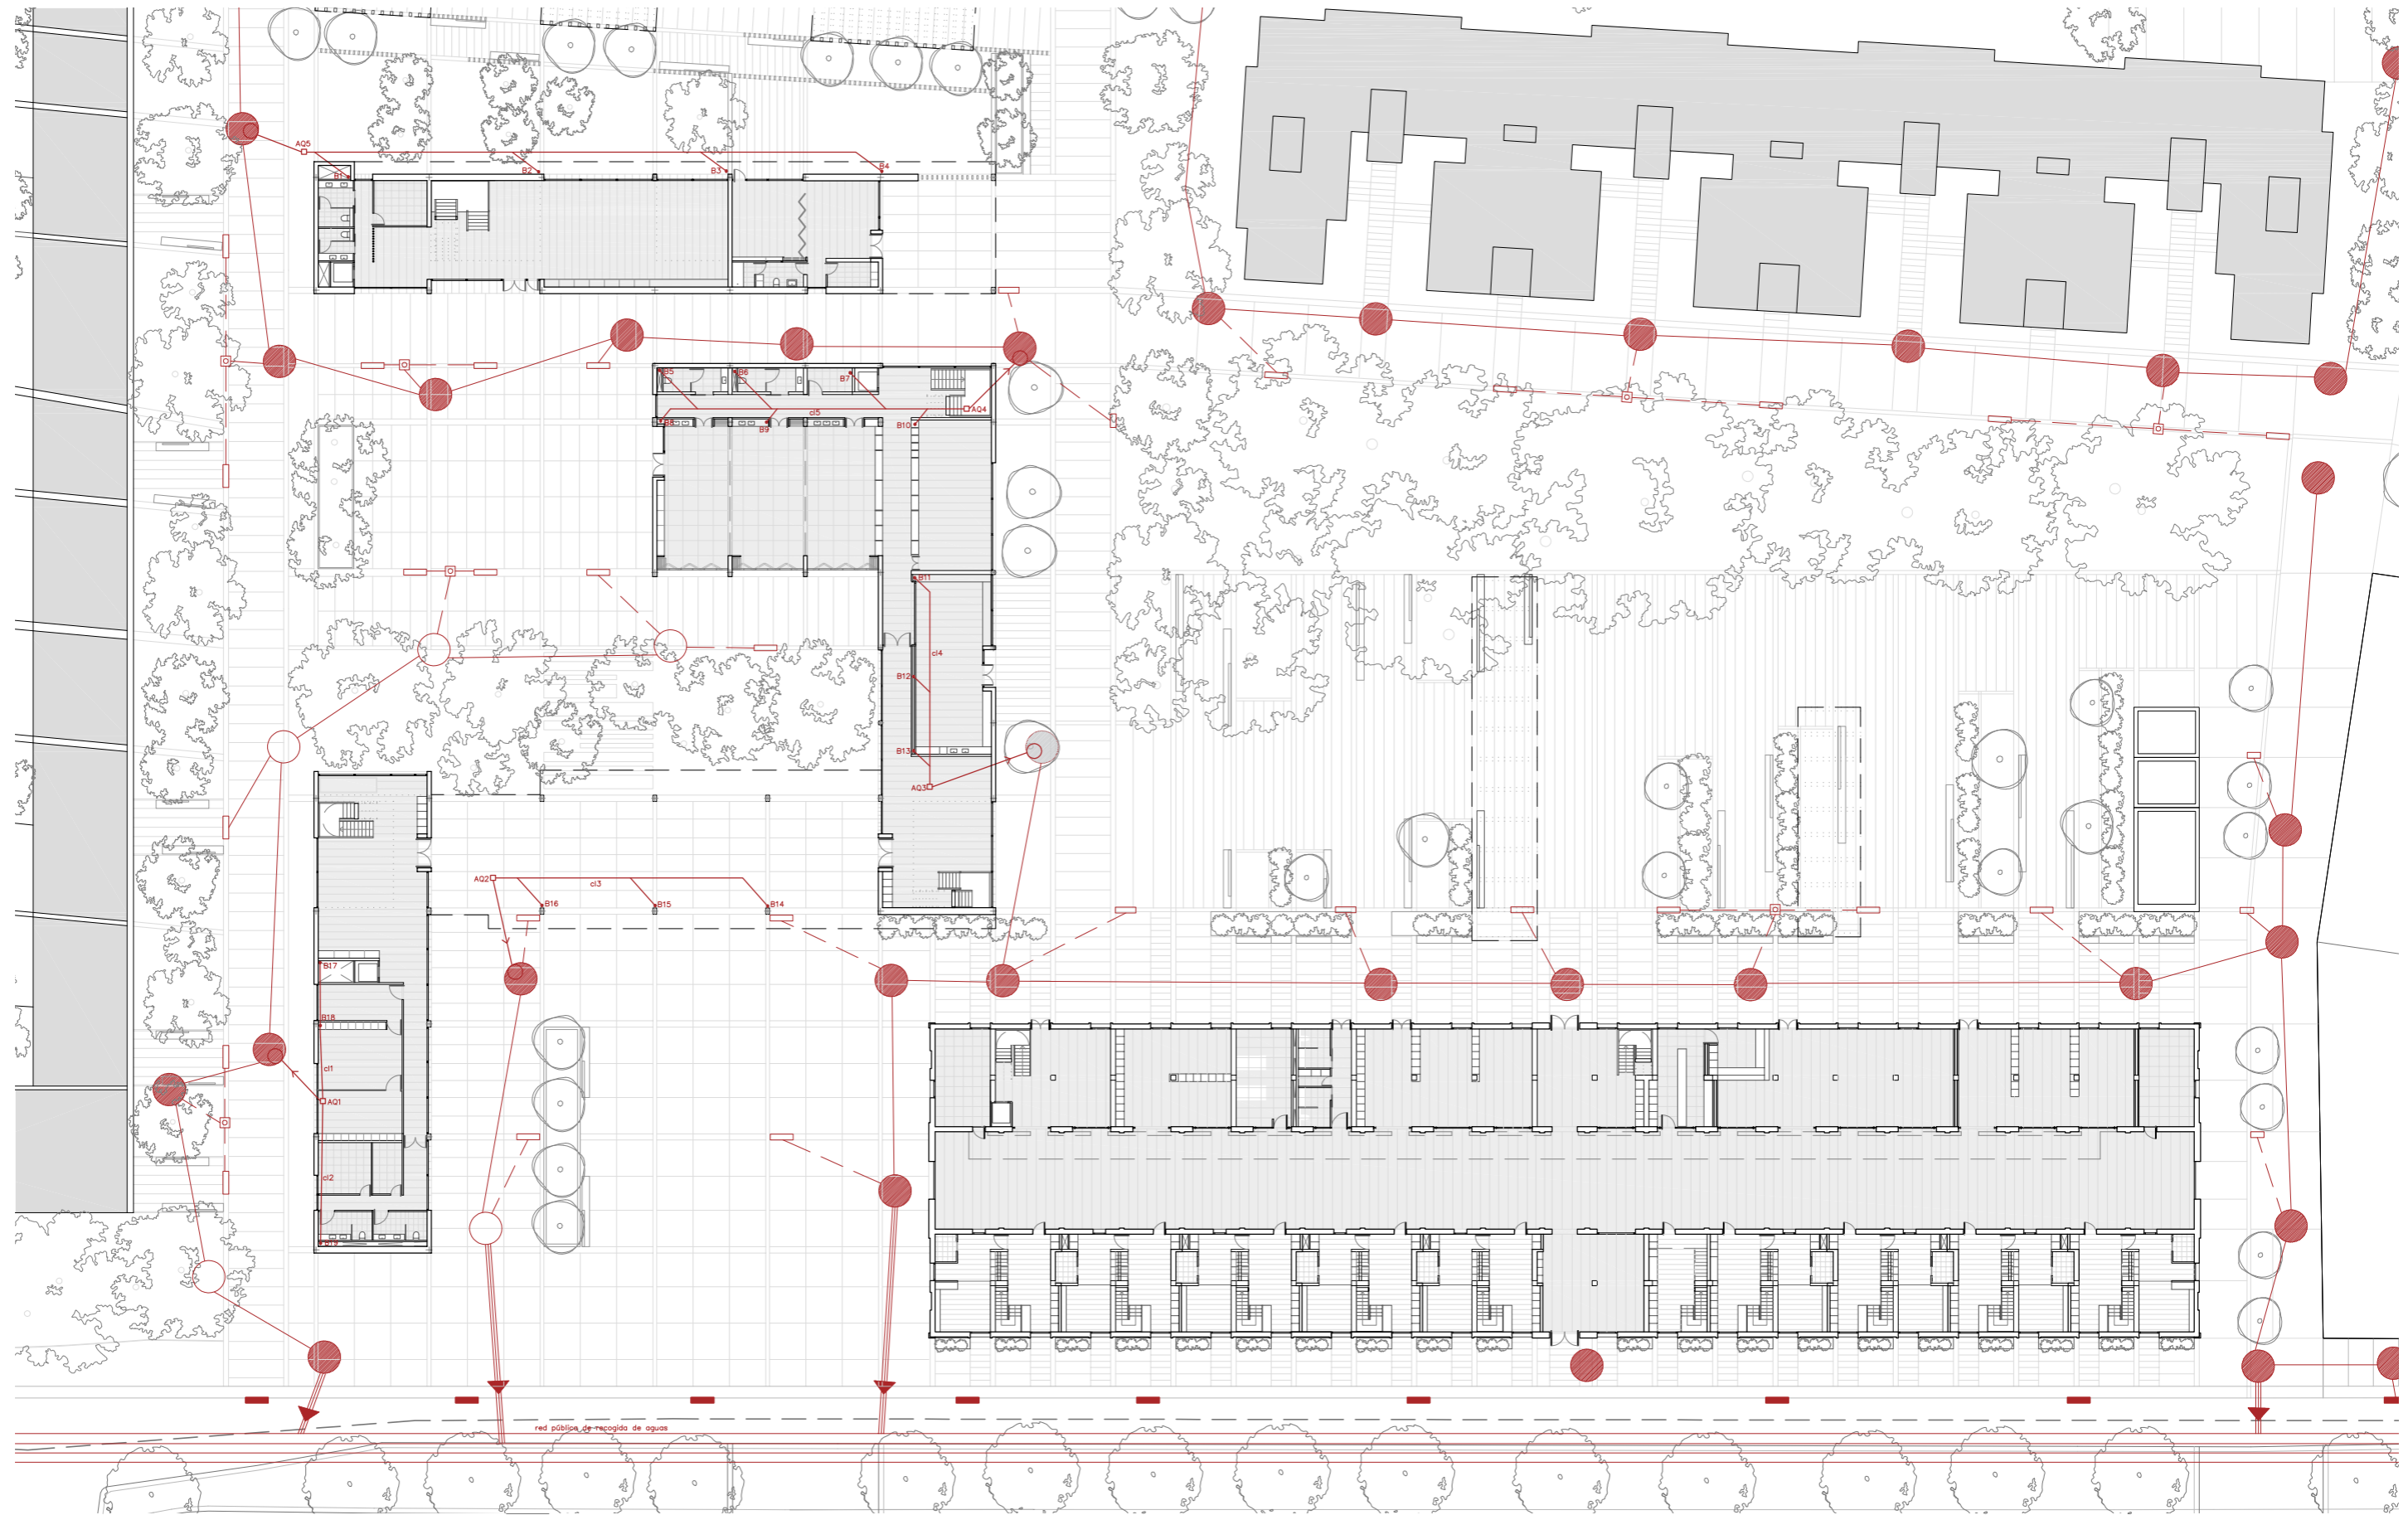 AQ5
B1
B2
B3
B4
B5
B6
B7
AQ4
cl5
B8
B9
B10
B11
cl4
B12
B13
AQ3
AQ2
cl3
B16
B15
B14
B17
B18
cl1
AQ1
cl2
B19
red pública de recogida de aguas